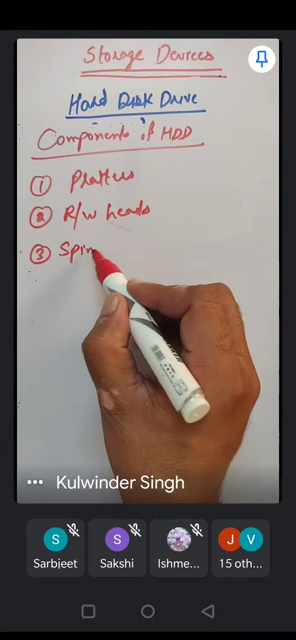 Storage Devices
Hard Disk Drive
Components of HDD
① Platters
② R/w heads
③ Spin
••• Kulwinder Singh
S S J V
Sarbjeet Sakshi Ishme... 15 oth...